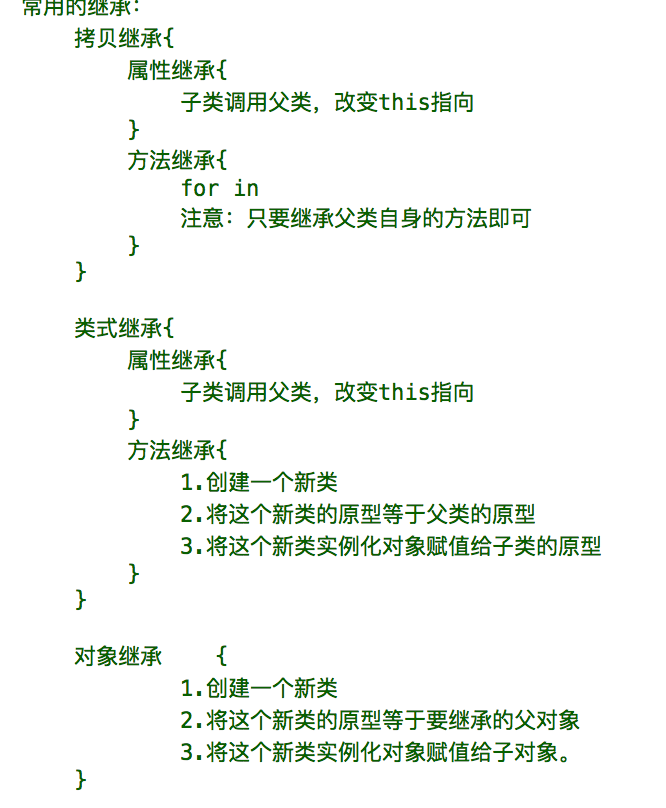 常用的继承：
拷贝继承{
属性继承{
子类调用父类，改变this指向
}
方法继承{
for in
注意：只要继承父类自身的方法即可
}
}
类式继承{
属性继承{
子类调用父类，改变this指向
}
方法继承{
1.创建一个新类
2.将这个新类的原型等于父类的原型
3.将这个新类实例化对象赋值给子类的原型
}
}
对象继承 {
1.创建一个新类
2.将这个新类的原型等于要继承的父对象
3.将这个新类实例化对象赋值给子对象。
}